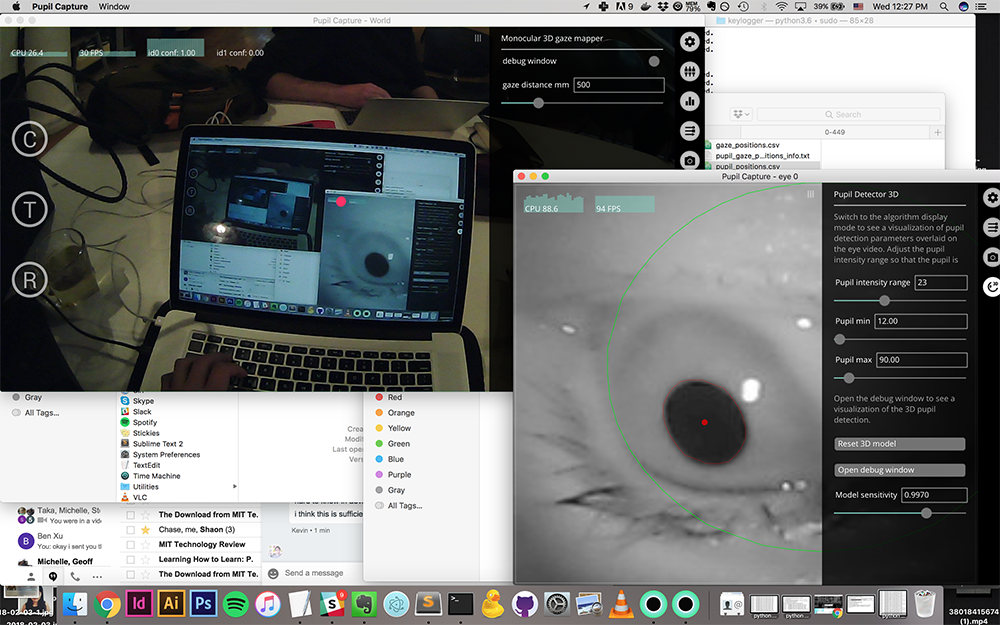 Pupil Capture Window
9
39%
Wed 12:27 PM
Pupil Capture - World
keylogger — python3.6 • sudo — 85×28
CPU 26.4
30 FPS
id0 conf: 1.00
id1 conf: 0.00
Monocular 3D gaze mapper
debug window
gaze distance mm 500
C
T
R
Search
0-449
gaze_positions.csv
pupil_gaze_p...itions_info.txt
pupil_positions.csv
Pupil Capture - eye 0
CPU 88.6
94 FPS
Pupil Detector 3D
Switch to the algorithm display
mode to see a visualization of pupil
detection parameters overlaid on
the eye video. Adjust the pupil
intensity range so that the pupil is
Pupil intensity range 23
Pupil min 12.00
Pupil max 90.00
Open the debug window to see a
visualization of the 3D pupil
detection.
Reset 3D model
Open debug window
Model sensitivity 0.9970
Gray
All Tags...
Skype
Slack
Spotify
Stickies
Sublime Text 2
System Preferences
TextEdit
Time Machine
Utilities
VLC
Crea
Modi
Last ope
Vers
Red
Orange
Yellow
Green
Blue
Purple
Gray
All Tags...
Taka, Michelle, St
You were in a vid
Ben Xu
You: okay i sent you t
Michelle, Geoff
The Download from MIT Te.
Chase, me, Shaon (3)
MIT Technology Review
Learning How to Learn: P.
The Download from MIT Te.
i think this is sufficie
Kevin • 1 min
Send a message
Id
Ai
Ps
S
9
python...
python...
python
38018415674
(1).mp4
18-02-03-1.jpg